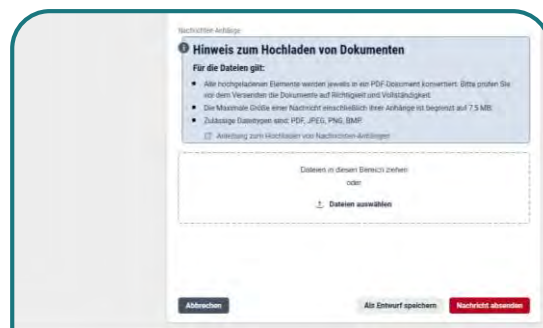 Nachrichten-Anhänge
Hinweis zum Hochladen von Dokumenten
Für die Dateien gilt:
Alle hochgeladenen Elemente werden jeweils in ein PDF-Dokument konvertiert. Bitte prüfen Sie
vor dem Versenden die Dokumente auf Richtigkeit und Vollständigkeit.
Die Maximale Größe einer Nachricht einschließlich ihrer Anhänge ist begrenzt auf 7,5 MB.
Zulässige Dateitypen sind: PDF, JPEG, PNG, BMP
Anleitung zum Hochladen von Nachrichten-Anhängen
Dateien in diesen Bereich ziehen
oder
Dateien auswählen
Abbrechen
Als Entwurf speichern
Nachricht absenden